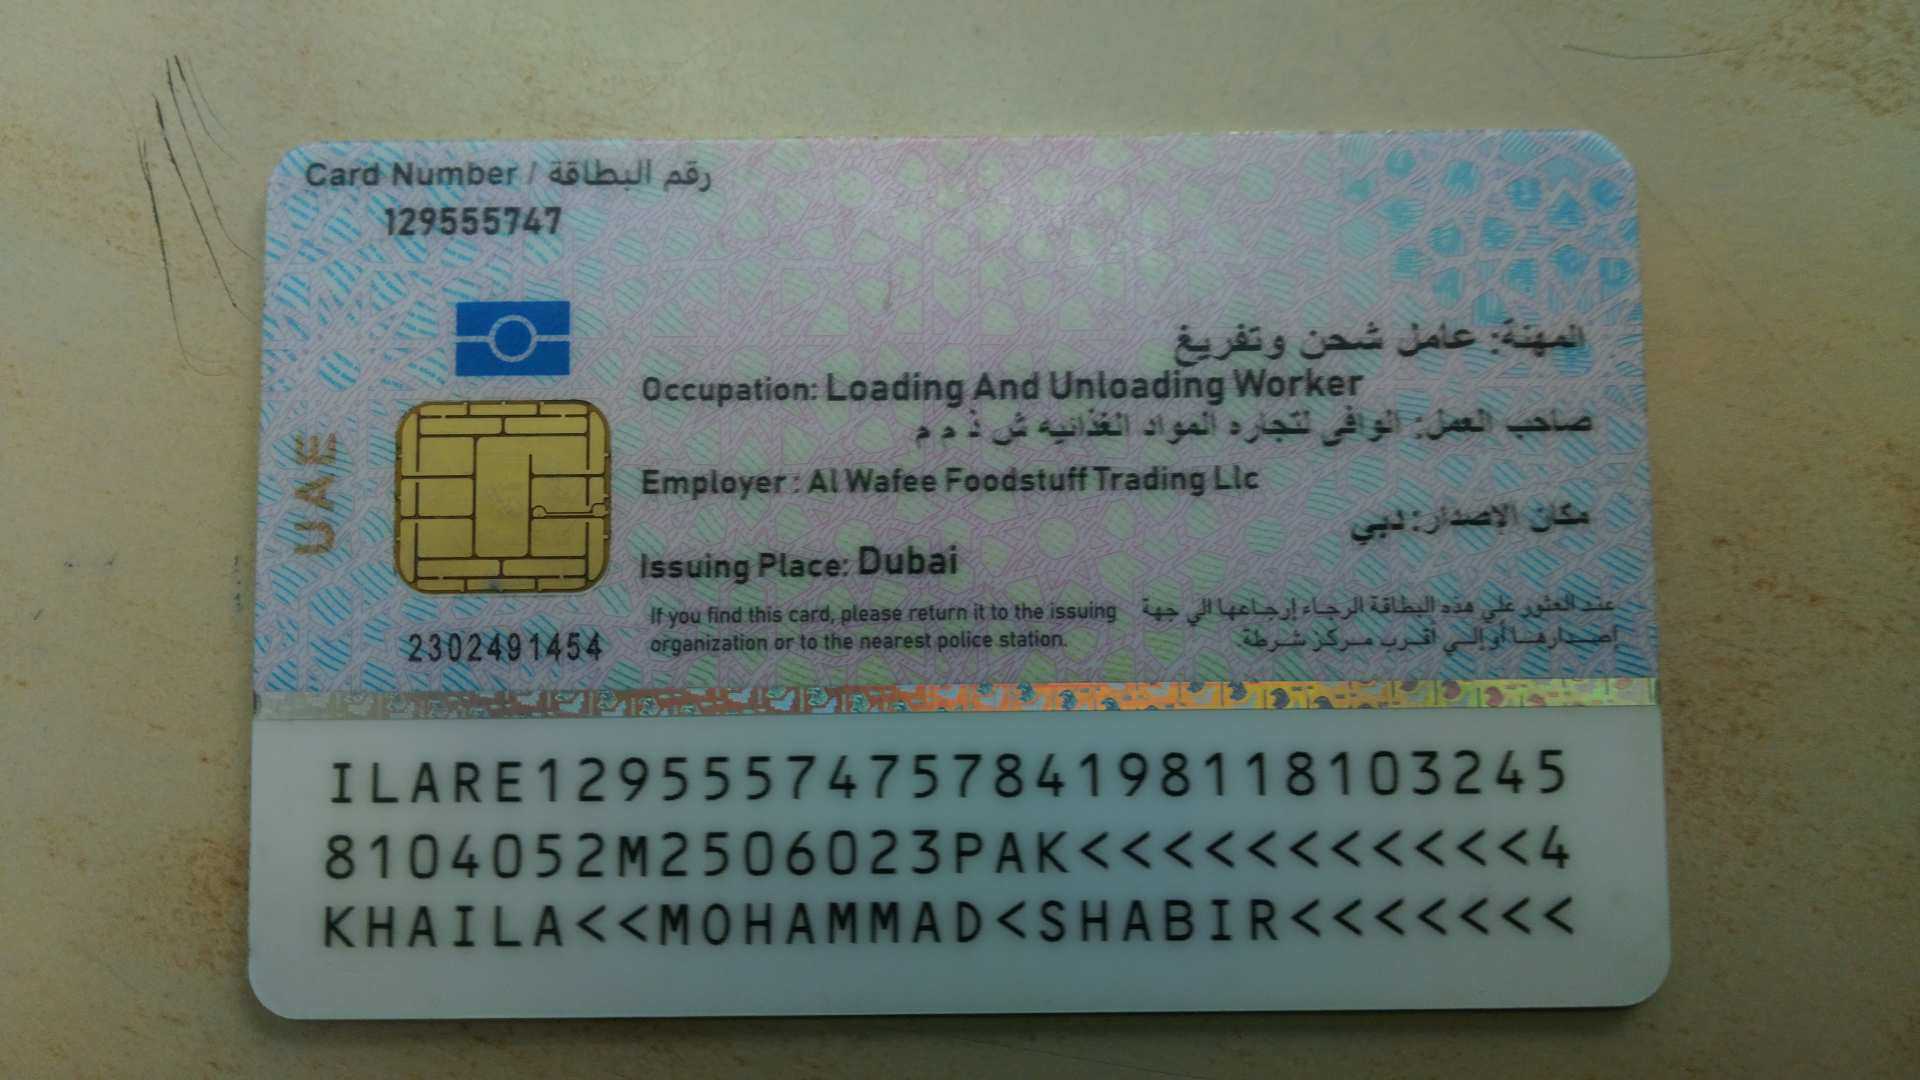 Card Number / رقم البطاقة
129555747
المهنة: عامل شحن وتفريغ
Occupation: Loading And Unloading Worker
صاحب العمل: الوافي لتجاره المواد الغذائيه ش ذ م م
Employer : Al Wafee Foodstuff Trading Llc
مكان الإصدار: دبي
Issuing Place: Dubai
UAE
If you find this card, please return it to the issuing
organization or to the nearest police station.
عند العثور علي هذه البطاقة الرجاء إرجاعها الي جهة
إصدارها أو إلي أقرب مركز شرطة.
2302491454
ILARE1295557475784198118103245
8104052M2506023PAK<<<<<<<<<<<4
KHAILA<<MOHAMMAD<SHABIR<<<<<<<